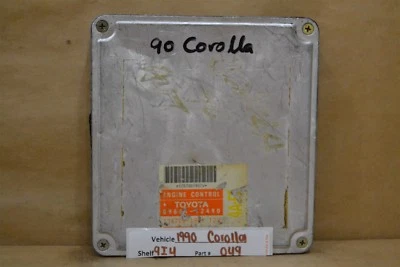 90 Corolla
ENGINE CONTROL
TOYOTA
Vehicle 1990 Corolla
Shelf 9I4 Part # 049